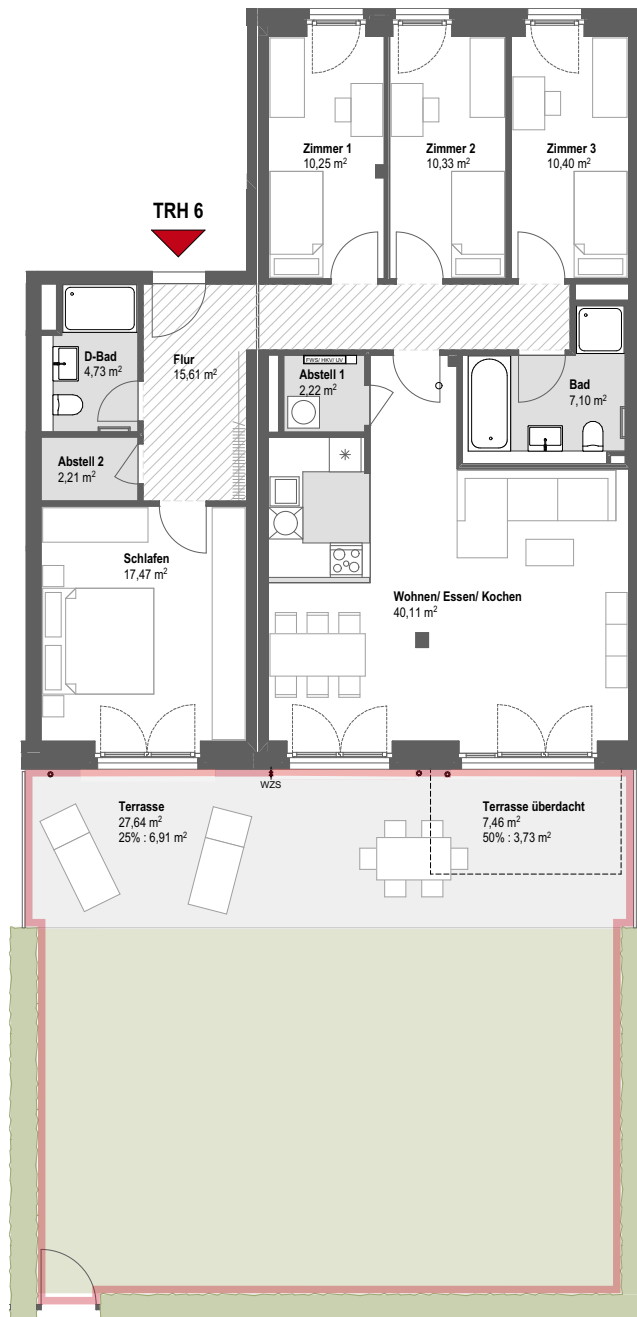 Zimmer 1
10,25 m²
Zimmer 2
10,33 m²
Zimmer 3
10,40 m²
TRH 6
D-Bad
4,73 m²
Flur
15,61 m²
FWS/ HKV/ UV
Abstell 1
2,22 m²
Bad
7,10 m²
Abstell 2
2,21 m²
Schlafen
17,47 m²
Wohnen/ Essen/ Kochen
40,11 m²
WZS
Terrasse
27,64 m²
25% : 6,91 m²
Terrasse überdacht
7,46 m²
50% : 3,73 m²